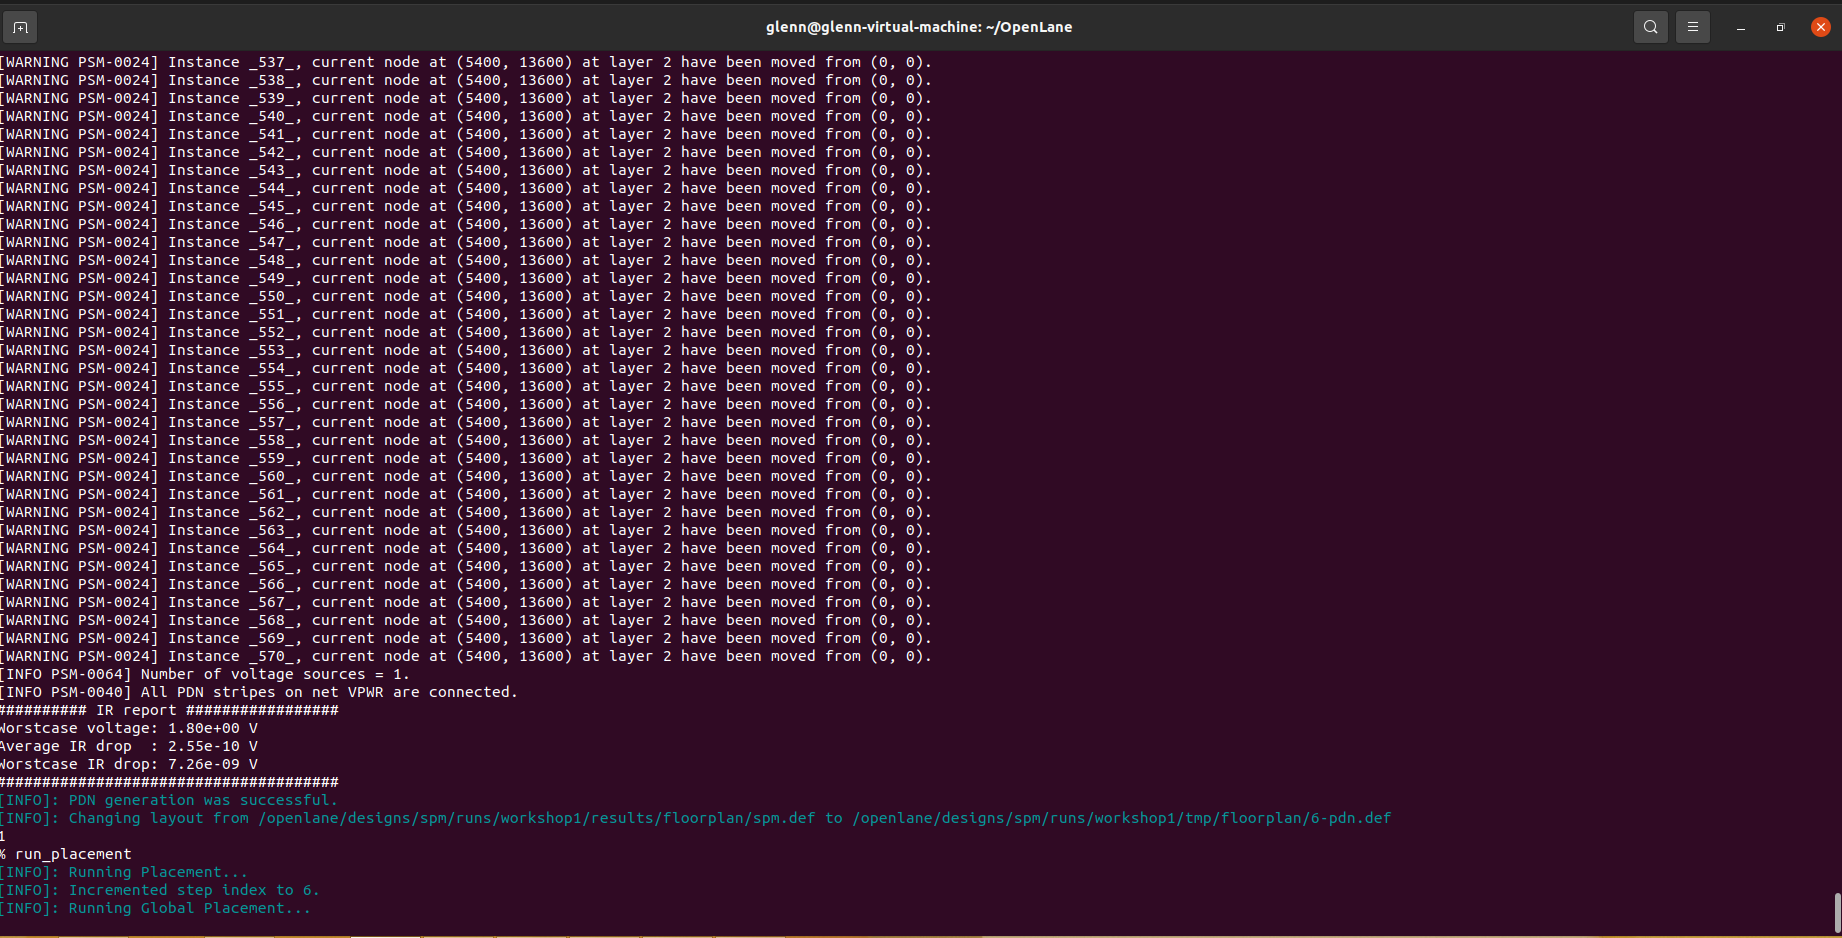 glenn@glenn-virtual-machine: ~/OpenLane
[WARNING PSM-0024] Instance _537_, current node at (5400, 13600) at layer 2 have been moved from (0, 0).
[WARNING PSM-0024] Instance _538_, current node at (5400, 13600) at layer 2 have been moved from (0, 0).
[WARNING PSM-0024] Instance _539_, current node at (5400, 13600) at layer 2 have been moved from (0, 0).
[WARNING PSM-0024] Instance _540_, current node at (5400, 13600) at layer 2 have been moved from (0, 0).
[WARNING PSM-0024] Instance _541_, current node at (5400, 13600) at layer 2 have been moved from (0, 0).
[WARNING PSM-0024] Instance _542_, current node at (5400, 13600) at layer 2 have been moved from (0, 0).
[WARNING PSM-0024] Instance _543_, current node at (5400, 13600) at layer 2 have been moved from (0, 0).
[WARNING PSM-0024] Instance _544_, current node at (5400, 13600) at layer 2 have been moved from (0, 0).
[WARNING PSM-0024] Instance _545_, current node at (5400, 13600) at layer 2 have been moved from (0, 0).
[WARNING PSM-0024] Instance _546_, current node at (5400, 13600) at layer 2 have been moved from (0, 0).
[WARNING PSM-0024] Instance _547_, current node at (5400, 13600) at layer 2 have been moved from (0, 0).
[WARNING PSM-0024] Instance _548_, current node at (5400, 13600) at layer 2 have been moved from (0, 0).
[WARNING PSM-0024] Instance _549_, current node at (5400, 13600) at layer 2 have been moved from (0, 0).
[WARNING PSM-0024] Instance _550_, current node at (5400, 13600) at layer 2 have been moved from (0, 0).
[WARNING PSM-0024] Instance _551_, current node at (5400, 13600) at layer 2 have been moved from (0, 0).
[WARNING PSM-0024] Instance _552_, current node at (5400, 13600) at layer 2 have been moved from (0, 0).
[WARNING PSM-0024] Instance _553_, current node at (5400, 13600) at layer 2 have been moved from (0, 0).
[WARNING PSM-0024] Instance _554_, current node at (5400, 13600) at layer 2 have been moved from (0, 0).
[WARNING PSM-0024] Instance _555_, current node at (5400, 13600) at layer 2 have been moved from (0, 0).
[WARNING PSM-0024] Instance _556_, current node at (5400, 13600) at layer 2 have been moved from (0, 0).
[WARNING PSM-0024] Instance _557_, current node at (5400, 13600) at layer 2 have been moved from (0, 0).
[WARNING PSM-0024] Instance _558_, current node at (5400, 13600) at layer 2 have been moved from (0, 0).
[WARNING PSM-0024] Instance _559_, current node at (5400, 13600) at layer 2 have been moved from (0, 0).
[WARNING PSM-0024] Instance _560_, current node at (5400, 13600) at layer 2 have been moved from (0, 0).
[WARNING PSM-0024] Instance _561_, current node at (5400, 13600) at layer 2 have been moved from (0, 0).
[WARNING PSM-0024] Instance _562_, current node at (5400, 13600) at layer 2 have been moved from (0, 0).
[WARNING PSM-0024] Instance _563_, current node at (5400, 13600) at layer 2 have been moved from (0, 0).
[WARNING PSM-0024] Instance _564_, current node at (5400, 13600) at layer 2 have been moved from (0, 0).
[WARNING PSM-0024] Instance _565_, current node at (5400, 13600) at layer 2 have been moved from (0, 0).
[WARNING PSM-0024] Instance _566_, current node at (5400, 13600) at layer 2 have been moved from (0, 0).
[WARNING PSM-0024] Instance _567_, current node at (5400, 13600) at layer 2 have been moved from (0, 0).
[WARNING PSM-0024] Instance _568_, current node at (5400, 13600) at layer 2 have been moved from (0, 0).
[WARNING PSM-0024] Instance _569_, current node at (5400, 13600) at layer 2 have been moved from (0, 0).
[WARNING PSM-0024] Instance _570_, current node at (5400, 13600) at layer 2 have been moved from (0, 0).
[INFO PSM-0064] Number of voltage sources = 1.
[INFO PSM-0040] All PDN stripes on net VPWR are connected.
########## IR report #################
Worstcase voltage: 1.80e+00 V
Average IR drop  : 2.55e-10 V
Worstcase IR drop: 7.26e-09 V
######################################
[INFO]: PDN generation was successful.
[INFO]: Changing layout from /openlane/designs/spm/runs/workshop1/results/floorplan/spm.def to /openlane/designs/spm/runs/workshop1/tmp/floorplan/6-pdn.def
1
% run_placement
[INFO]: Running Placement...
[INFO]: Incremented step index to 6.
[INFO]: Running Global Placement...